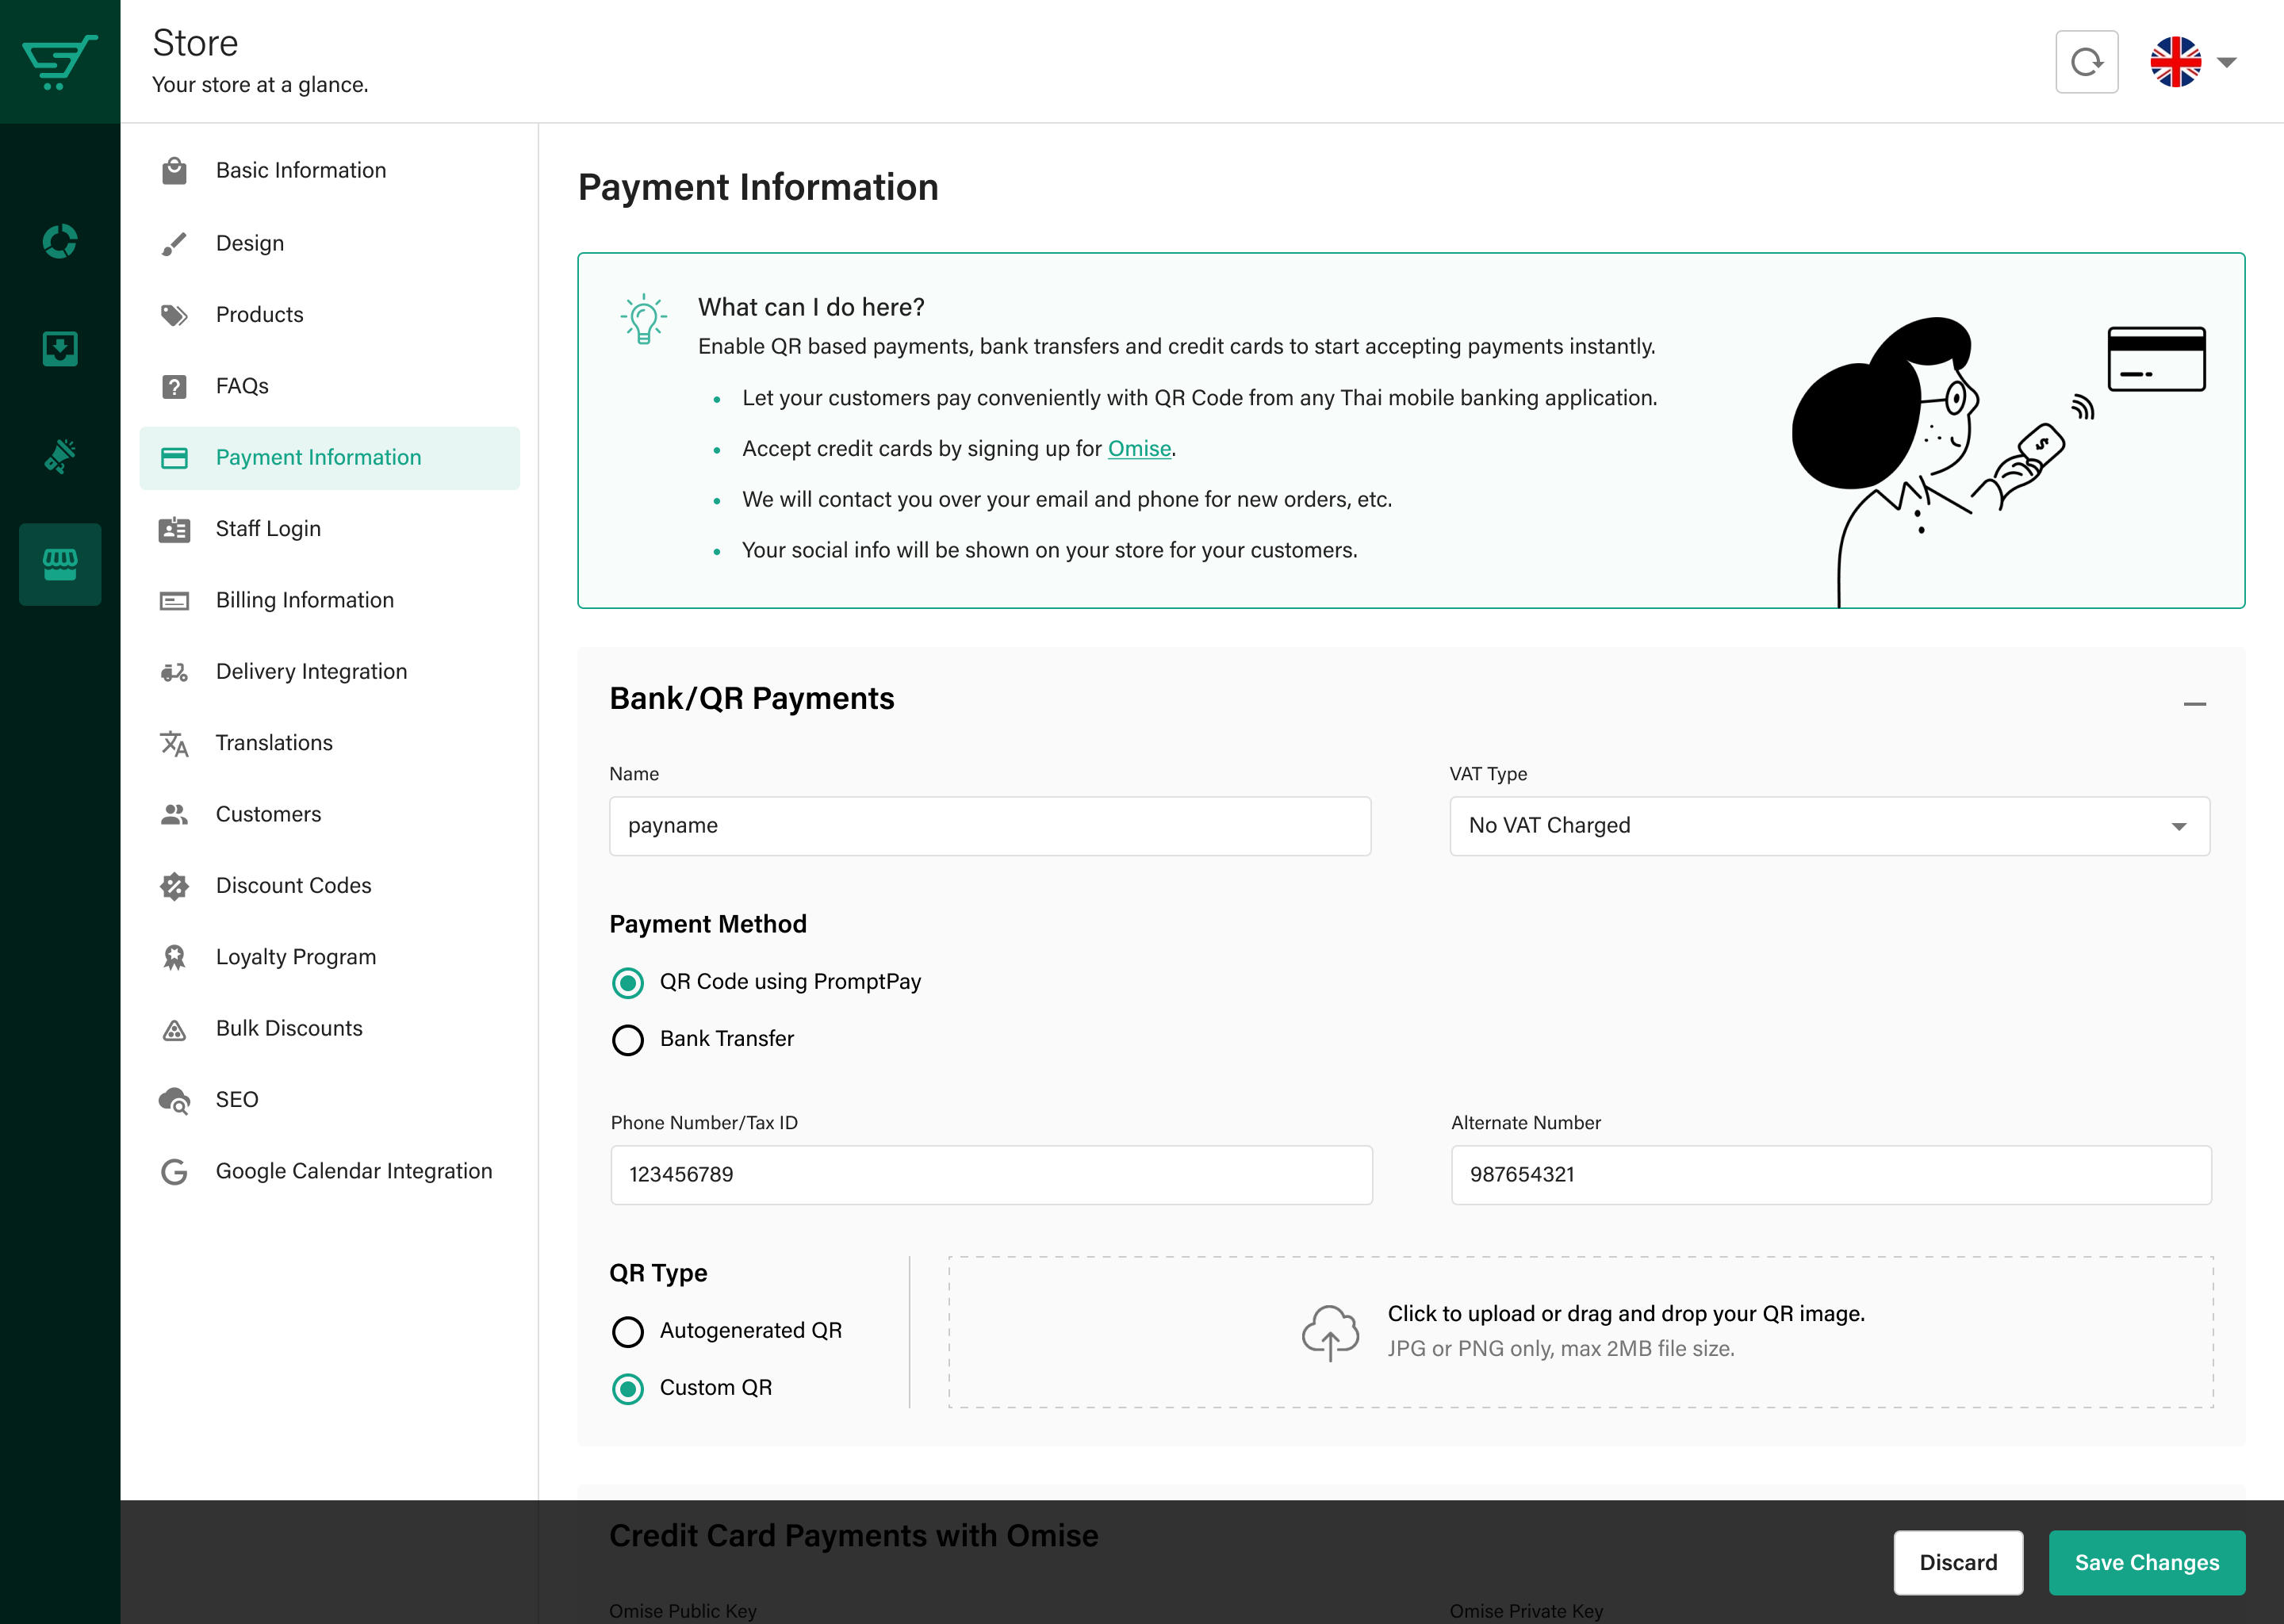 Store
Your store at a glance.
Basic Information
Design
Products
FAQs
Payment Information
Staff Login
Billing Information
Delivery Integration
Translations
Customers
Discount Codes
Loyalty Program
Bulk Discounts
SEO
Google Calendar Integration
Payment Information
What can I do here?
Enable QR based payments, bank transfers and credit cards to start accepting payments instantly.
Let your customers pay conveniently with QR Code from any Thai mobile banking application.
Accept credit cards by signing up for Omise.
We will contact you over your email and phone for new orders, etc.
Your social info will be shown on your store for your customers.
$
Bank/QR Payments
Name
VAT Type
payname
No VAT Charged
Payment Method
QR Code using PromptPay
Bank Transfer
Phone Number/Tax ID
Alternate Number
123456789
987654321
QR Type
Autogenerated QR
Custom QR
Click to upload or drag and drop your QR image.
JPG or PNG only, max 2MB file size.
Credit Card Payments with Omise
Discard
Save Changes
Omise Public Key
Omise Private Key